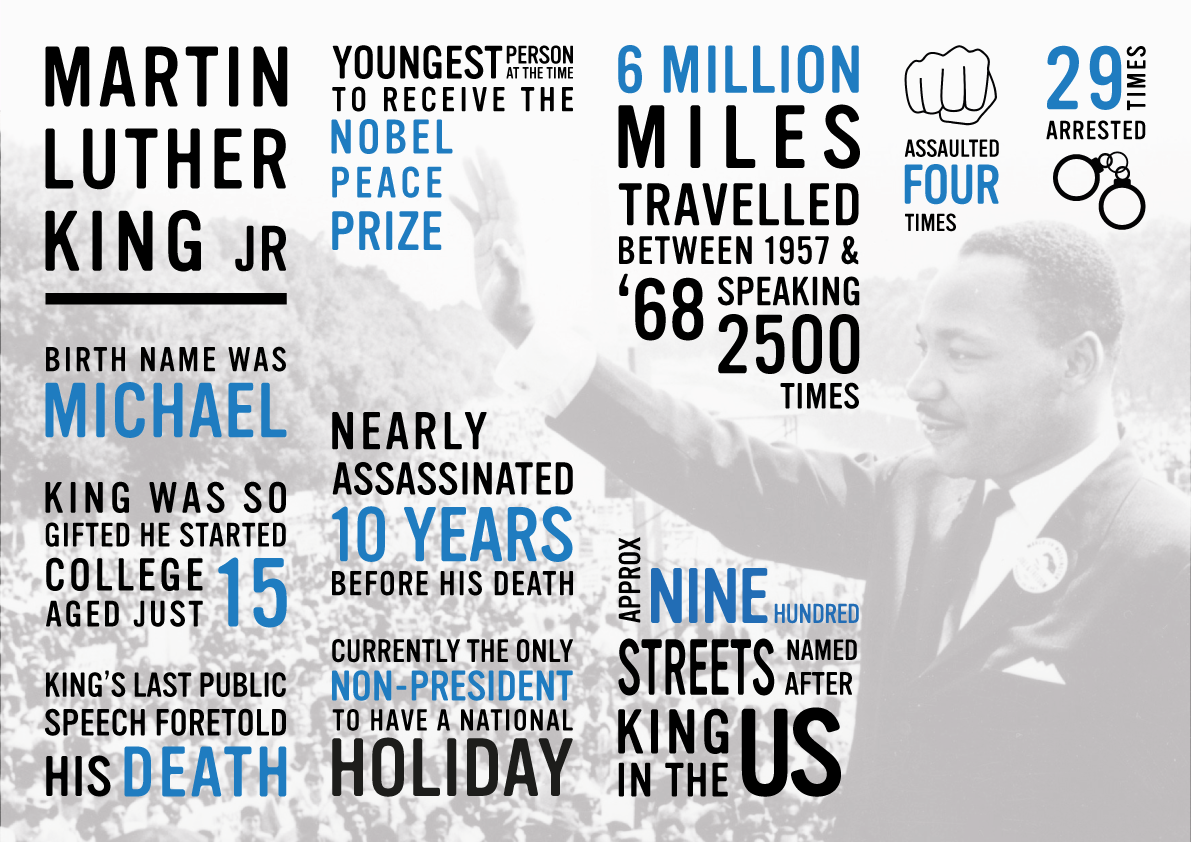 MARTIN
LUTHER
KING JR
BIRTH NAME WAS
MICHAEL
KING WAS SO
GIFTED HE STARTED
COLLEGE
AGED JUST 15
KING'S LAST PUBLIC
SPEECH FORETOLD
HIS DEATH
YOUNGEST PERSON
AT THE TIME
TO RECEIVE THE
NOBEL
PEACE
PRIZE
NEARLY
ASSASSINATED
10 YEARS
BEFORE HIS DEATH
CURRENTLY THE ONLY
NON-PRESIDENT
TO HAVE A NATIONAL
HOLIDAY
6 MILLION
MILES
TRAVELLED
BETWEEN 1957 &
‘68 SPEAKING
2500
TIMES
APPROX
NINE HUNDRED
STREETS NAMED
AFTER
KING
IN THE US
ASSAULTED
FOUR
TIMES
29 TIMES
ARRESTED